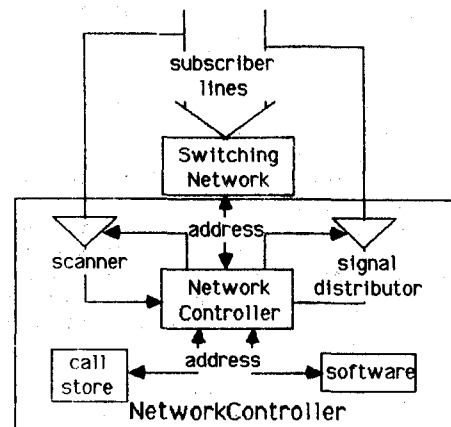 subscriber
lines
Switching
Network
address
scanner
signal
distributor
Network
Controller
address
call
store
software
NetworkController